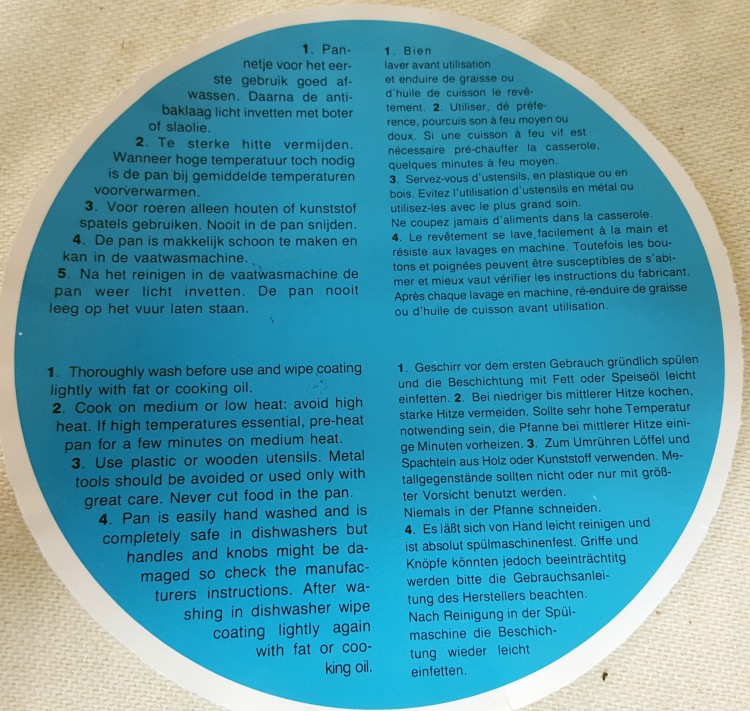 1. Pan-
netje voor het eer-
ste gebruik goed af-
wassen. Daarna de anti-
baklaag licht invetten met boter
of slaolie.
2. Te sterke hitte vermijden.
Wanneer hoge temperatuur toch nodig
is de pan bij gemiddelde temperaturen
voorverwarmen.
3. Voor roeren alleen houten of kunststof
spatels gebruiken. Nooit in de pan snijden.
4. De pan is makkelijk schoon te maken en
kan in de vaatwasmachine.
5. Na het reinigen in de vaatwasmachine de
pan weer licht invetten. De pan nooit
leeg op het vuur laten staan.
1. Bien
laver avant utilisation
et enduire de graisse ou
d'huile de cuisson le revê-
tement. 2. Utiliser, dé préfe-
rence, pourcuis son à feu moyen ou
doux. Si une cuisson à feu vif est
nécessaire pré-chauffer la casserole,
quelques minutes à feu moyen.
3. Servez-vous d'ustensils, en plastique ou en
bois. Evitez l'utilisation d'ustensils en métal ou
utilisez-les avec le plus grand soin.
Ne coupez jamais d'aliments dans la casserole.
4. Le revêtement se lave facilement à la main et
résiste aux lavages en machine. Toutefois les bou-
tons et poignées peuvent être susceptibles de s'abi-
mer et mieux vaut vérifier les instructions du fabricant.
Après chaque lavage en machine, ré-enduire de graisse
ou d'huile de cuisson avant utilisation.
1. Thoroughly wash before use and wipe coating
lightly with fat or cooking oil.
2. Cook on medium or low heat: avoid high
heat. If high temperatures essential, pre-heat
pan for a few minutes on medium heat.
3. Use plastic or wooden utensils. Metal
tools should be avoided or used only with
great care. Never cut food in the pan.
4. Pan is easily hand washed and is
completely safe in dishwashers but
handles and knobs might be da-
maged so check the manufac-
turers instructions. After wa-
shing in dishwasher wipe
coating lightly again
with fat or coo-
king oil.
1. Geschirr vor dem ersten Gebrauch gründlich spülen
und die Beschichtung mit Fett oder Speiseöl leicht
einfetten. 2. Bei niedriger bis mittlerer Hitze kochen,
starke Hitze vermeiden. Sollte sehr hohe Temperatur
notwending sein, die Pfanne bei mittlerer Hitze eini-
ge Minuten vorheizen. 3. Zum Umrühren Löffel und
Spachteln aus Holz oder Kunststoff verwenden. Me-
tallgegenstände sollten nicht oder nur mit größ-
ter Vorsicht benutzt werden.
Niemals in der Pfanne schneiden.
4. Es läßt sich von Hand leicht reinigen und
ist absolut spülmaschinenfest. Griffe und
Knöpfe könnten jedoch beeinträchtitg
werden bitte die Gebrauchsanlei-
tung des Herstellers beachten.
Nach Reinigung in der Spül-
maschine die Beschich-
tung wieder leicht
einfetten.